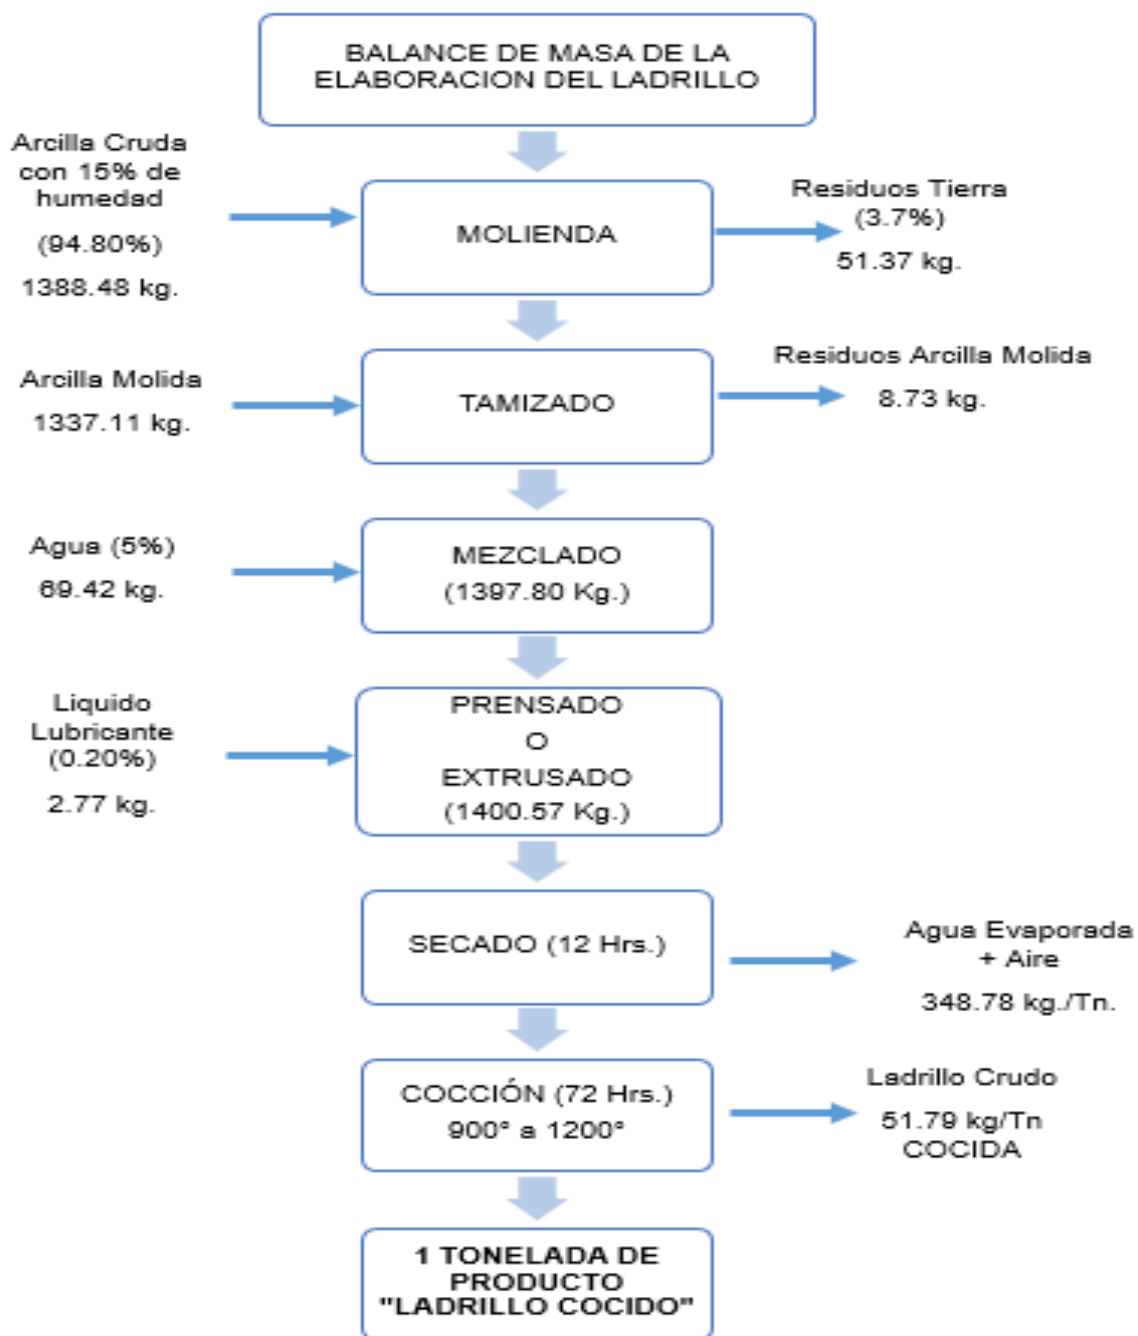 BALANCE DE MASA DE LA
ELABORACION DEL LADRILLO
Arcilla Cruda
con 15% de
humedad
(94.80%)
1388.48 kg.
MOLIENDA
Residuos Tierra
(3.7%)
51.37 kg.
Arcilla Molida
1337.11 kg.
TAMIZADO
Residuos Arcilla Molida
8.73 kg.
Agua (5%)
69.42 kg.
MEZCLADO
(1397.80 Kg.)
Liquido
Lubricante
(0.20%)
2.77 kg.
PRENSADO
O
EXTRUSADO
(1400.57 Kg.)
SECADO (12 Hrs.)
Agua Evaporada
+ Aire
348.78 kg./Tn.
COCCIÓN (72 Hrs.)
900° a 1200°
Ladrillo Crudo
51.79 kg/Tn
COCIDA
1 TONELADA DE
PRODUCTO
"LADRILLO COCIDO"